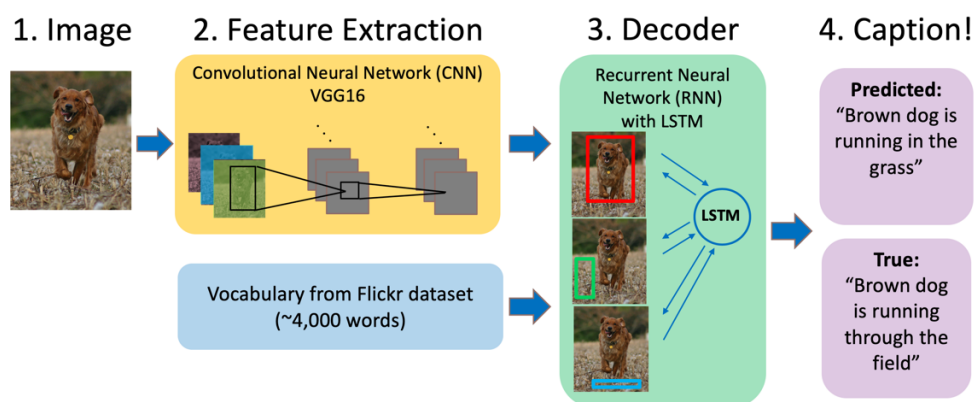 1. Image
2. Feature Extraction
3. Decoder
4. Caption!
Convolutional Neural Network (CNN)
VGG16
Vocabulary from Flickr dataset
(~4,000 words)
Recurrent Neural
Network (RNN)
with LSTM
LSTM
Predicted:
“Brown dog is
running in the
grass”
True:
“Brown dog
is running
through the
field”